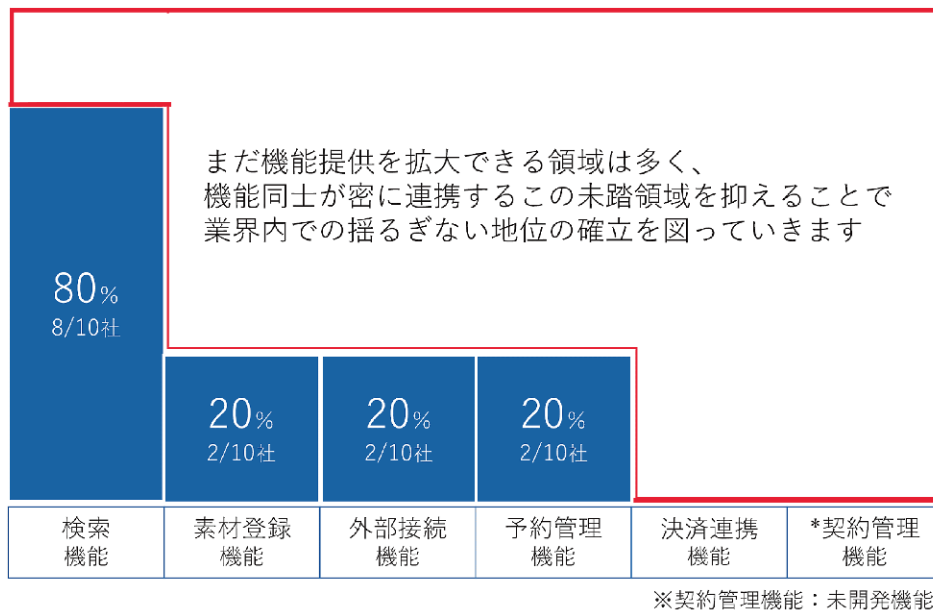 まだ機能提供を拡大できる領域は多く、
機能同士が密に連携するこの未踏領域を抑えることで
業界内での揺るぎない地位の確立を図っていきます
80%
8/10社
20%
2/10社
20%
2/10社
20%
2/10社
検索
機能
素材登録
機能
外部接続
機能
予約管理
機能
決済連携
機能
*契約管理
機能
※契約管理機能：未開発機能